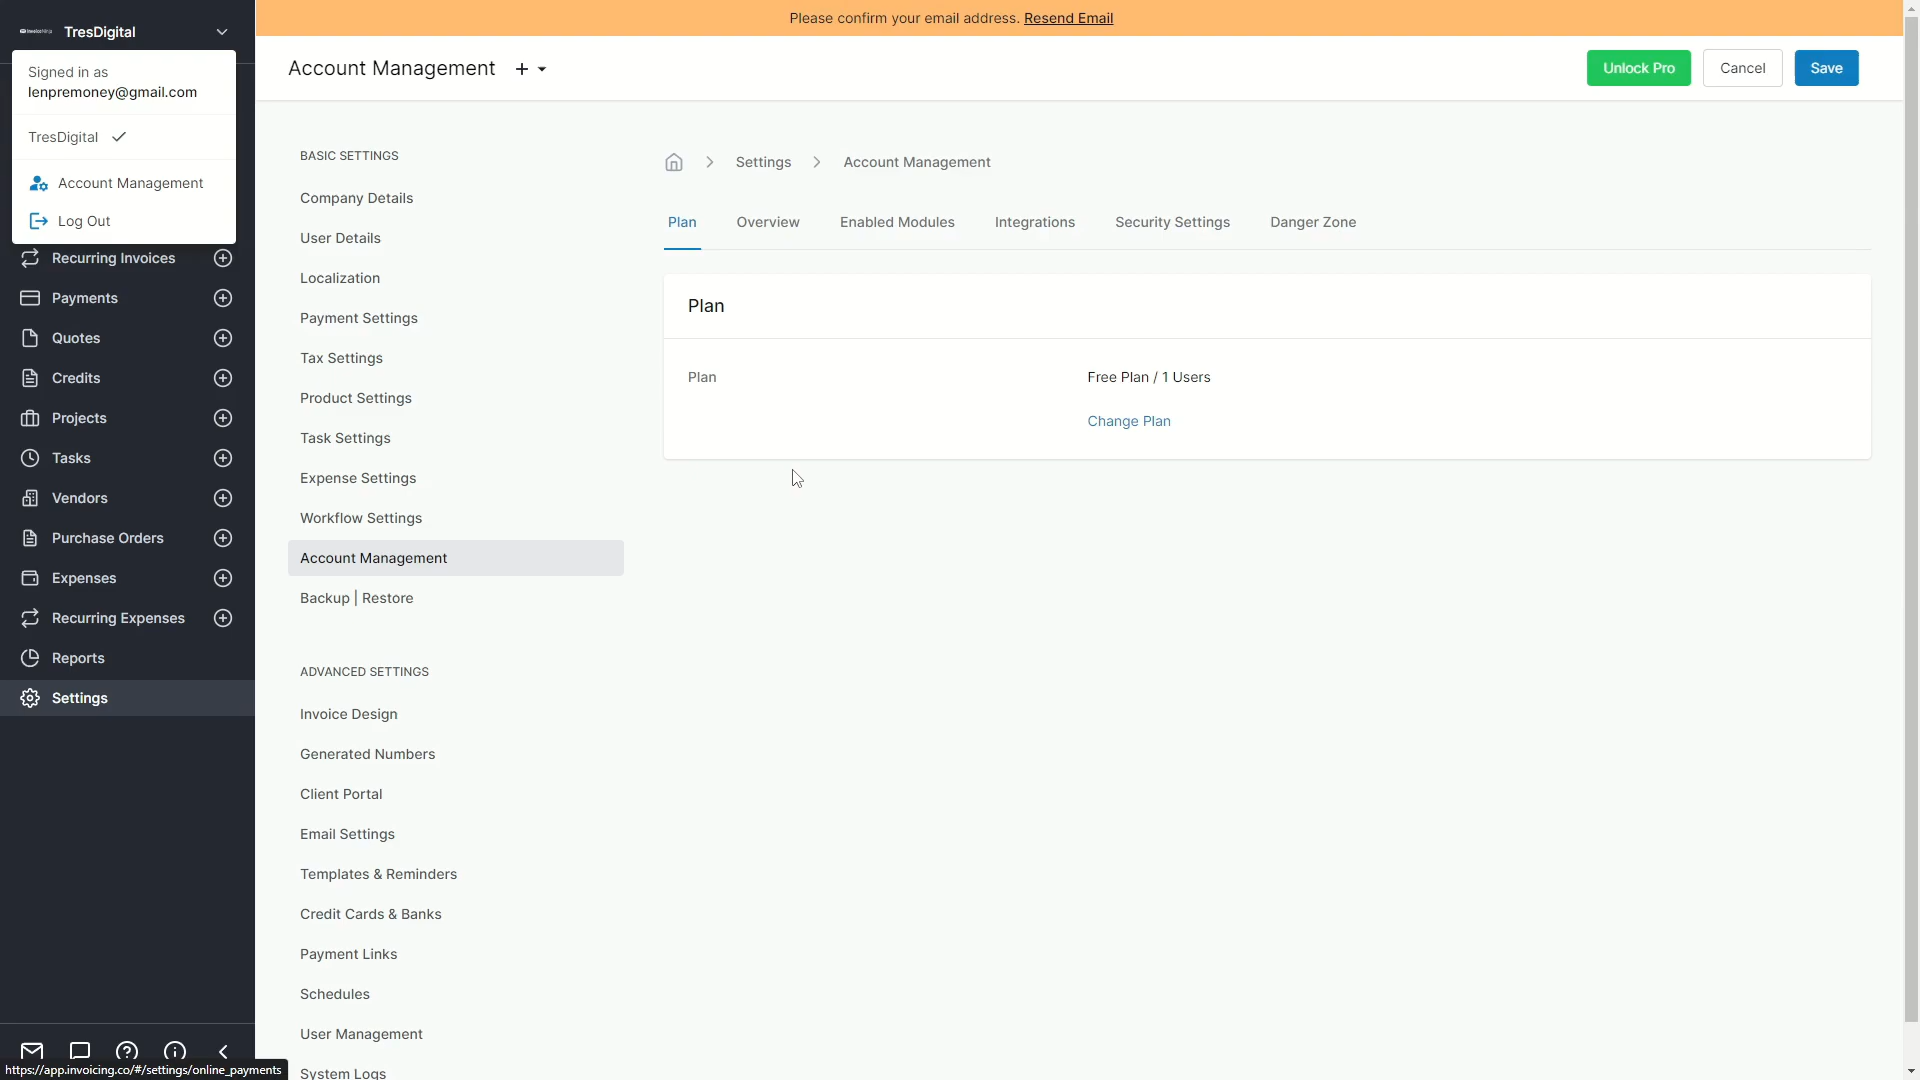 TresDigital
Signed in as
lenpremoney@gmail.com
TresDigital
Account Management
Log Out
Recurring Invoices
Payments
Quotes
Credits
Projects
Tasks
Vendors
Purchase Orders
Expenses
Recurring Expenses
Reports
Settings
https://app.invoicing.co/#/settings/online_payments
Please confirm your email address. Resend Email
Account Management
Unlock Pro
Cancel
Save
BASIC SETTINGS
Company Details
User Details
Localization
Payment Settings
Tax Settings
Product Settings
Task Settings
Expense Settings
Workflow Settings
Account Management
Backup | Restore
ADVANCED SETTINGS
Invoice Design
Generated Numbers
Client Portal
Email Settings
Templates & Reminders
Credit Cards & Banks
Payment Links
Schedules
User Management
System Logs
Settings
Account Management
Plan
Overview
Enabled Modules
Integrations
Security Settings
Danger Zone
Plan
Plan
Free Plan / 1 Users
Change Plan